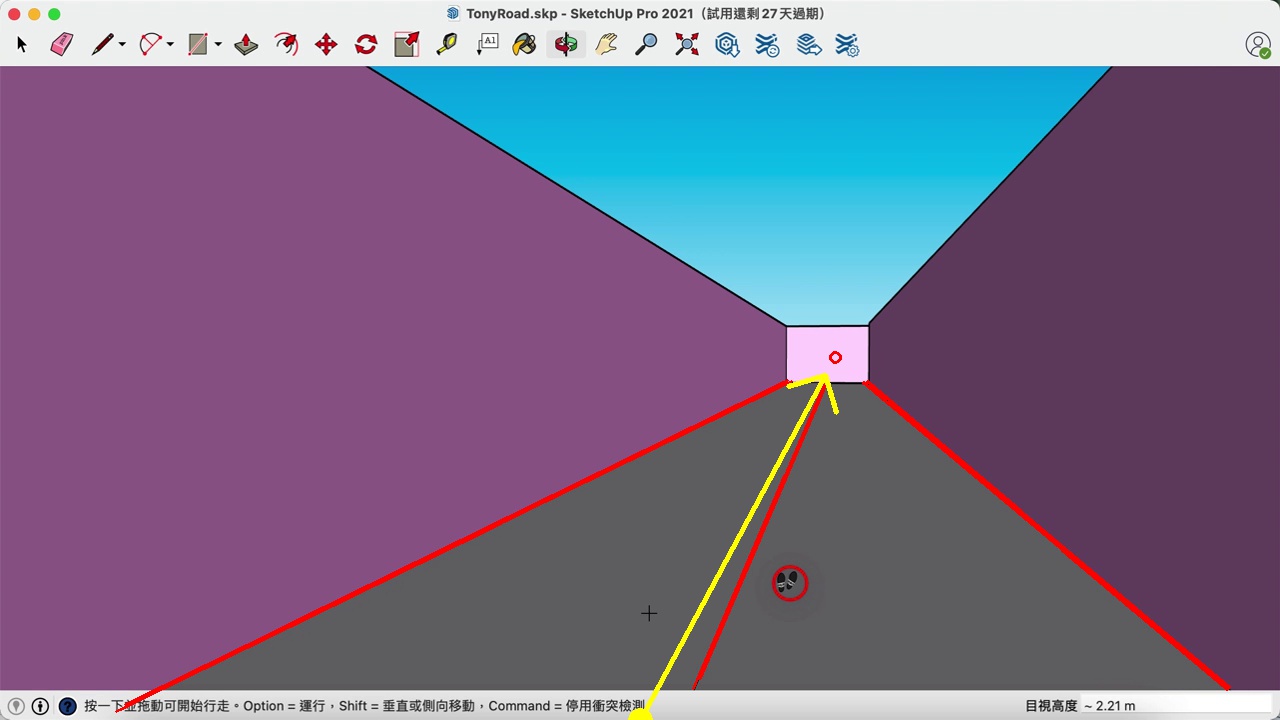 TonyRoad.skp - SketchUp Pro 2021（試用還剩27天過期）
A1
按一下並拖動可開始行走。Option = 運行，Shift = 垂直或側向移動，Command = 停用衝突檢測
目視高度 ~ 2.21 m